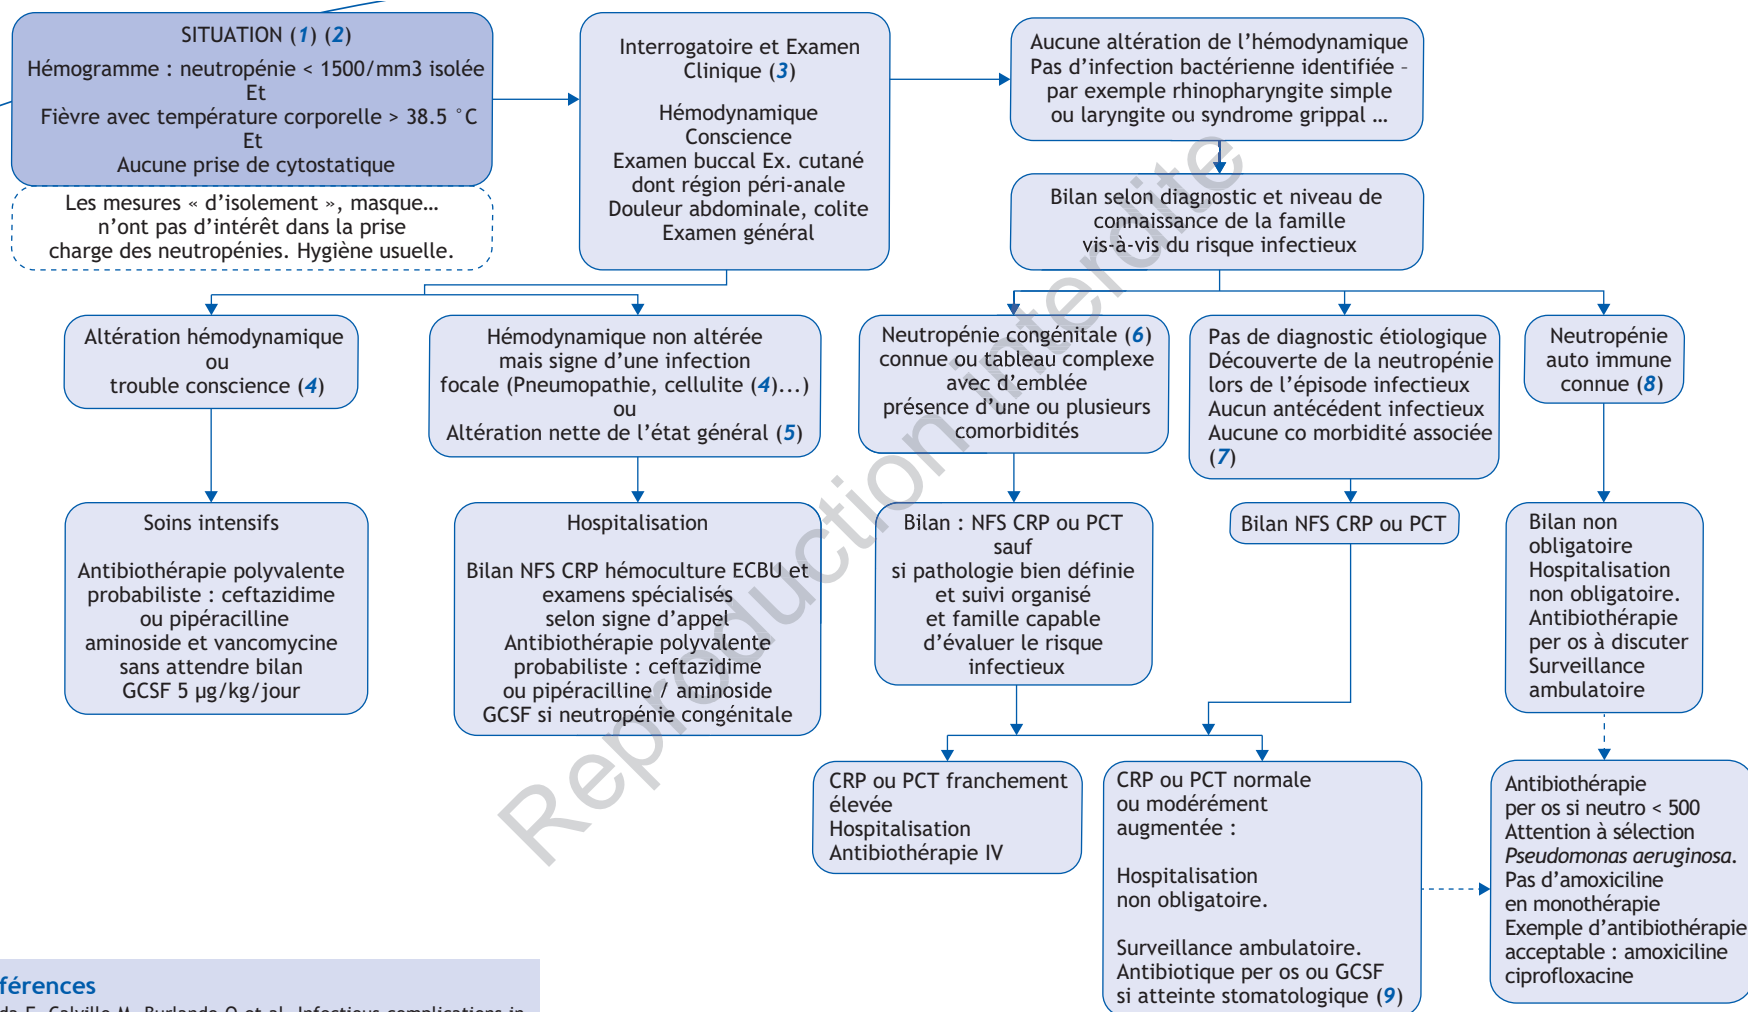 SITUATION (1) (2)
Hémogramme : neutropénie < 1500/mm3 isolée
Et
Fièvre avec température corporelle > 38.5 °C
Et
Aucune prise de cytostatique
Les mesures « d’isolement », masque…
n’ont pas d’intérêt dans la prise
charge des neutropénies. Hygiène usuelle.
Interrogatoire et Examen
Clinique (3)
Hémodynamique
Conscience
Examen buccal Ex. cutané
dont région péri-anale
Douleur abdominale, colite
Examen général
Aucune altération de l’hémodynamique
Pas d’infection bactérienne identifiée –
par exemple rhinopharyngite simple
ou laryngite ou syndrome grippal …
Bilan selon diagnostic et niveau de
connaissance de la famille
vis-à-vis du risque infectieux
Altération hémodynamique
ou
trouble conscience (4)
Hémodynamique non altérée
mais signe d’une infection
focale (Pneumopathie, cellulite (4)...)
ou
Altération nette de l’état général (5)
Neutropénie congénitale (6)
connue ou tableau complexe
avec d’emblée
présence d’une ou plusieurs
comorbidités
Pas de diagnostic étiologique
Découverte de la neutropénie
lors de l’épisode infectieux
Aucun antécédent infectieux
Aucune co morbidité associée
(7)
Neutropénie
auto immune
connue (8)
Soins intensifs
Antibiothérapie polyvalente
probabiliste : ceftazidime
ou pipéracilline
aminoside et vancomycine
sans attendre bilan
GCSF 5 µg/kg/jour
Hospitalisation
Bilan NFS CRP hémoculture ECBU et
examens spécialisés
selon signe d’appel
Antibiothérapie polyvalente
probabiliste : ceftazidime
ou pipéracilline / aminoside
GCSF si neutropénie congénitale
Bilan : NFS CRP ou PCT
sauf
si pathologie bien définie
et suivi organisé
et famille capable
d’évaluer le risque
infectieux
Bilan NFS CRP ou PCT
Bilan non
obligatoire
Hospitalisation
non obligatoire.
Antibiothérapie
per os à discuter
Surveillance
ambulatoire
CRP ou PCT franchement
élevée
Hospitalisation
Antibiothérapie IV
CRP ou PCT normale
ou modérément
augmentée :
Hospitalisation
non obligatoire.
Surveillance ambulatoire.
Antibiotique per os ou GCSF
si atteinte stomatologique (9)
Antibiothérapie
per os si neutro < 500
Attention à sélection
Pseudomonas aeruginosa.
Pas d’amoxiciline
en monothérapie
Exemple d’antibiothérapie
acceptable : amoxiciline
ciprofloxacine
Reproduction interdite
férences
F, Calvillo M, Burlando O et al. Infectious complications in